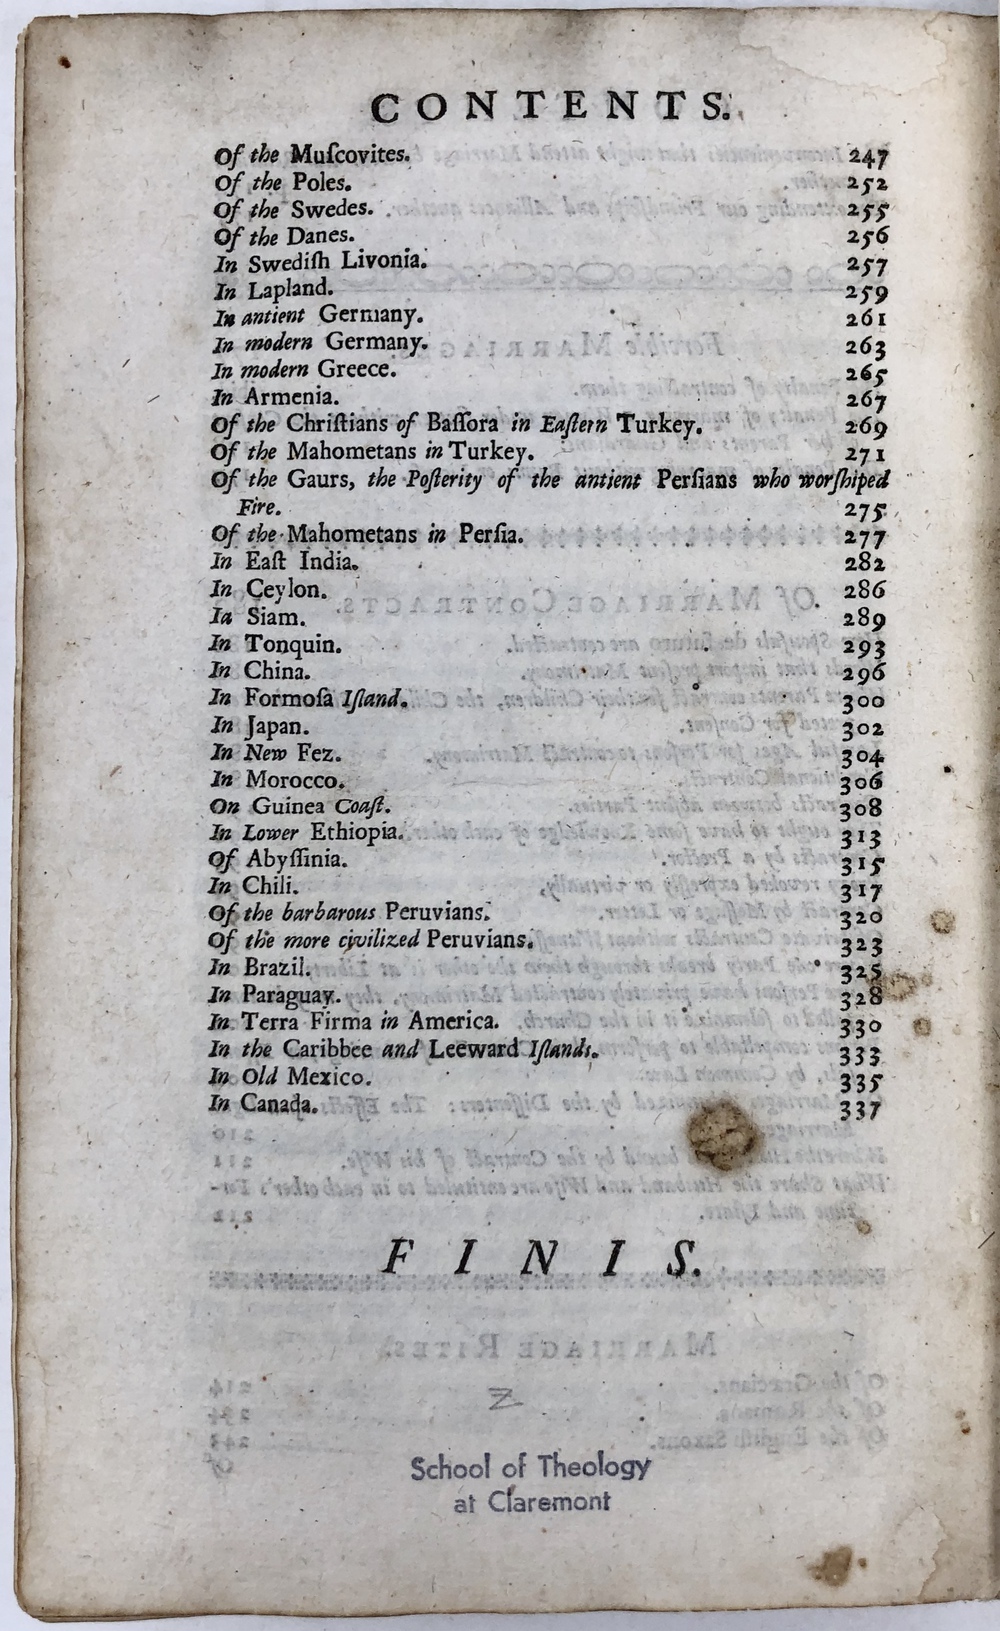 CONTENTS.
Of the Muſcovites. 247
Of the Poles. 252
Of the Swedes. 255
Of the Danes. 256
In Swediſh Livonia. 257
In Lapland. 259
In antient Germany. 261
In modern Germany. 263
In modern Greece. 265
In Armenia. 267
Of the Chriſtians of Baſſora in Eaſtern Turkey. 269
Of the Mahometans in Turkey. 271
Of the Gaurs, the Poſterity of the antient Perſians who worſhiped
Fire. 275
Of the Mahometans in Perſia. 277
In Eaſt India. 282
In Ceylon. 286
Ia Siam. 289
In Tonquin. 293
In China. 296
In Formoſa Iſland. 300
In Japan. 302
In New Fez. 304
In Morocco. 306
On Guinea Coaſt. 308
In Lower Ethiopia. 313
Of Abyſſinia. 315
In Chili. 317
Of the barbarous Peruvians. 320
Of the more civilized Peruvians. 323
In Brazil. 325
In Paraguay. 328
In Terra Firma in America. 330
In the Caribbee and Leeward Iſlands. 333
In Old Mexico. 335
In Canada. 337
FINIS.
Z
School of Theology
at Claremont